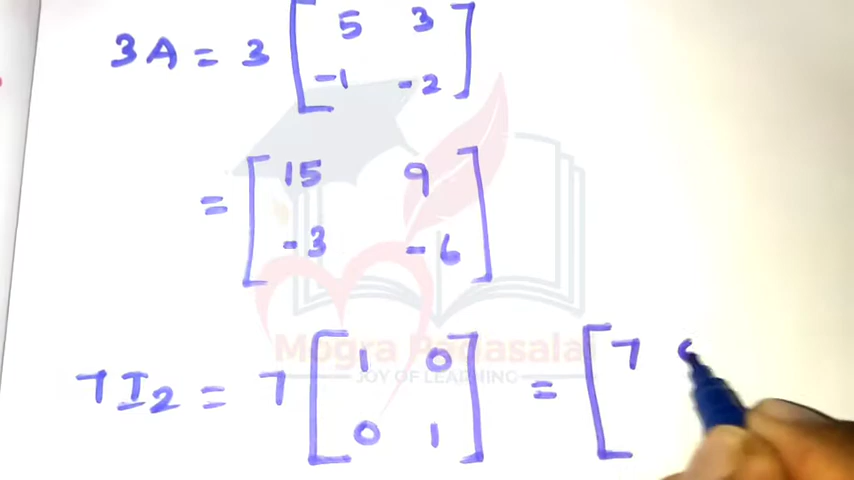 3A = 3 [ 5 3
-1 -2 ]
= [ 15 9
-3 -6 ]
Mogra Padasalai
JOY OF LEARNING
7I2 = 7 [ 1 0
0 1 ] = [ 7